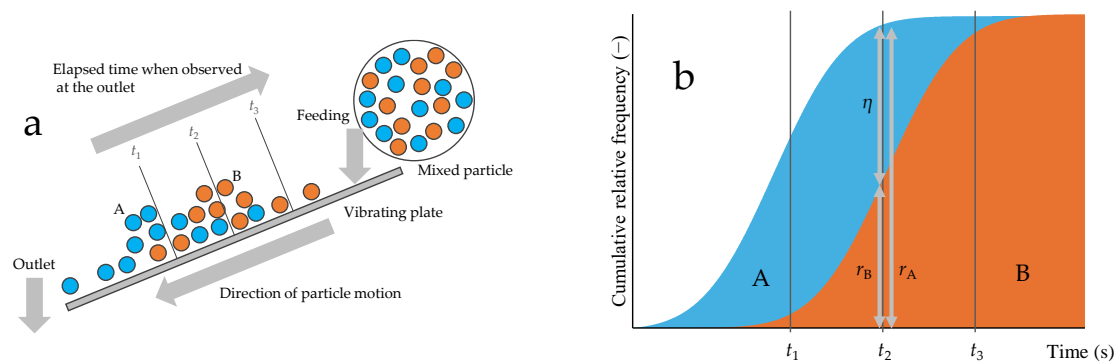 a
Elapsed time when observed
at the outlet
t1
t2
t3
Feeding
Mixed particle
A
B
Vibrating plate
Outlet
Direction of particle motion
b
Cumulative relative frequency (−)
η
rB
rA
A
B
t1
t2
t3
Time (s)